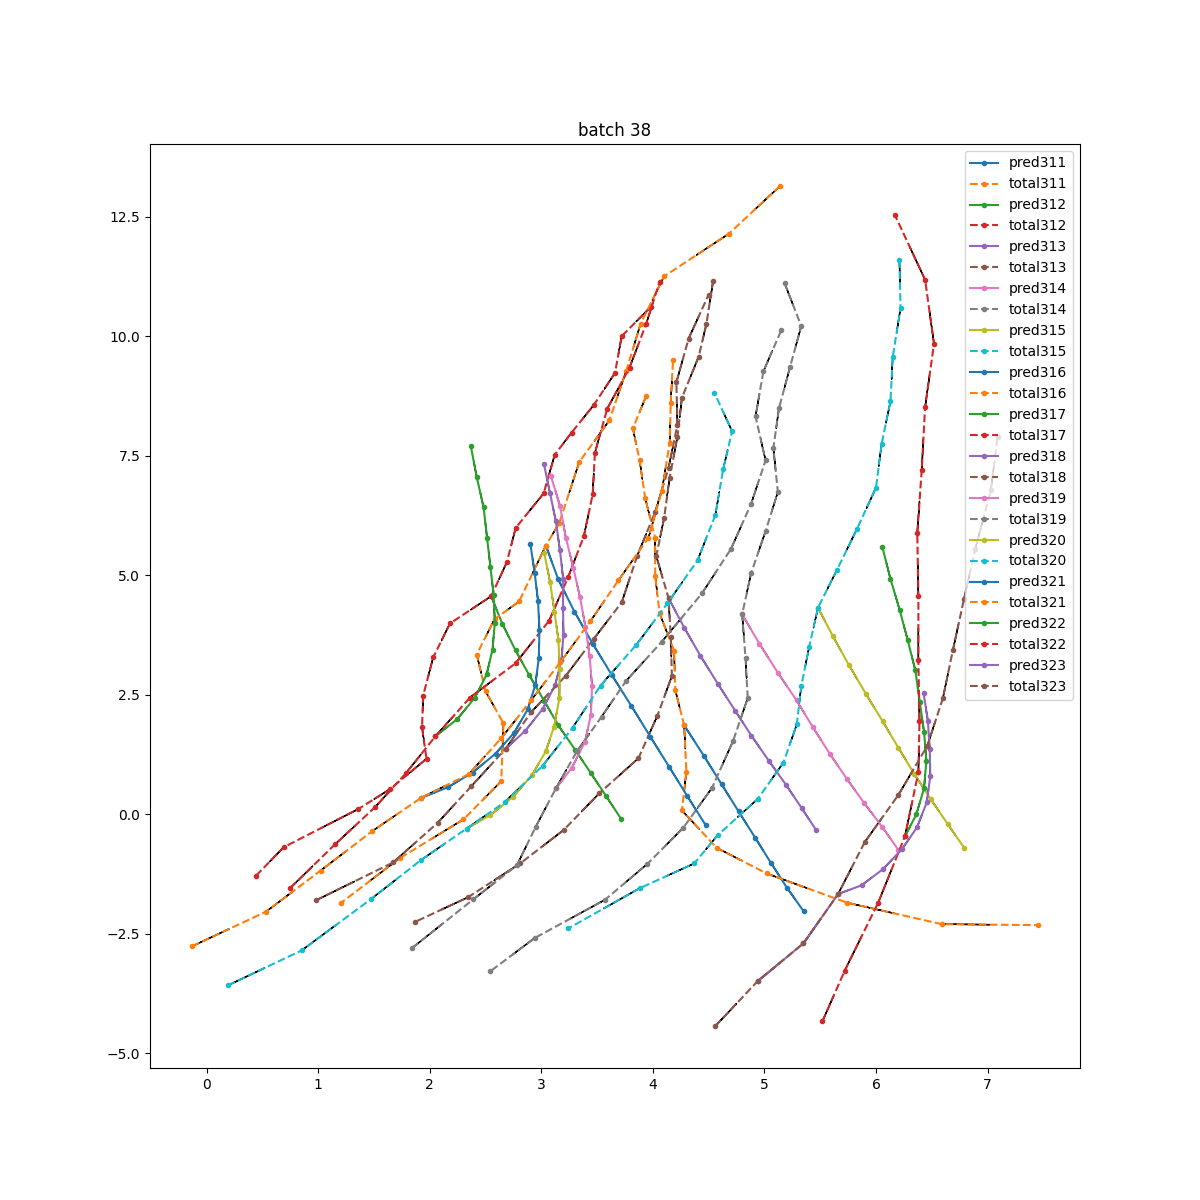 batch 38
12.5
10.0
7.5
5.0
2.5
0.0
−2.5
−5.0
0 1 2 3 4 5 6 7
pred311
total311
pred312
total312
pred313
total313
pred314
total314
pred315
total315
pred316
total316
pred317
total317
pred318
total318
pred319
total319
pred320
total320
pred321
total321
pred322
total322
pred323
total323